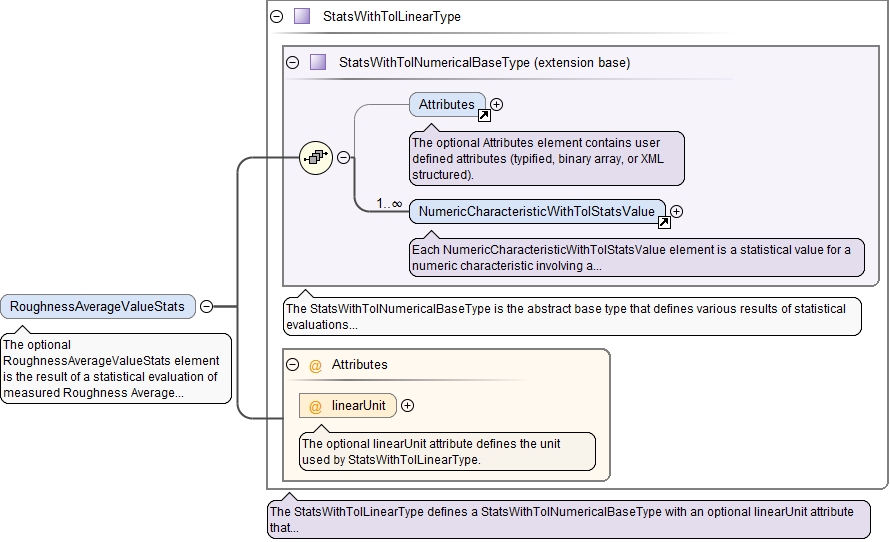 StatsWithTolLinearType
StatsWithTolNumericalBaseType (extension base)
Attributes
The optional Attributes element contains user
defined attributes (typified, binary array, or XML
structured).
1..∞
NumericCharacteristicWithTolStatsValue
Each NumericCharacteristicWithTolStatsValue element is a statistical value for a
numeric characteristic involving a...
RoughnessAverageValueStats
The optional
RoughnessAverageValueStats element
is the result of a statistical evaluation of
measured Roughness Average...
The StatsWithTolNumericalBaseType is the abstract base type that defines various results of statistical
evaluations...
@ Attributes
@ linearUnit
The optional linearUnit attribute defines the unit
used by StatsWithTolLinearType.
The StatsWithTolLinearType defines a StatsWithTolNumericalBaseType with an optional linearUnit attribute
that...